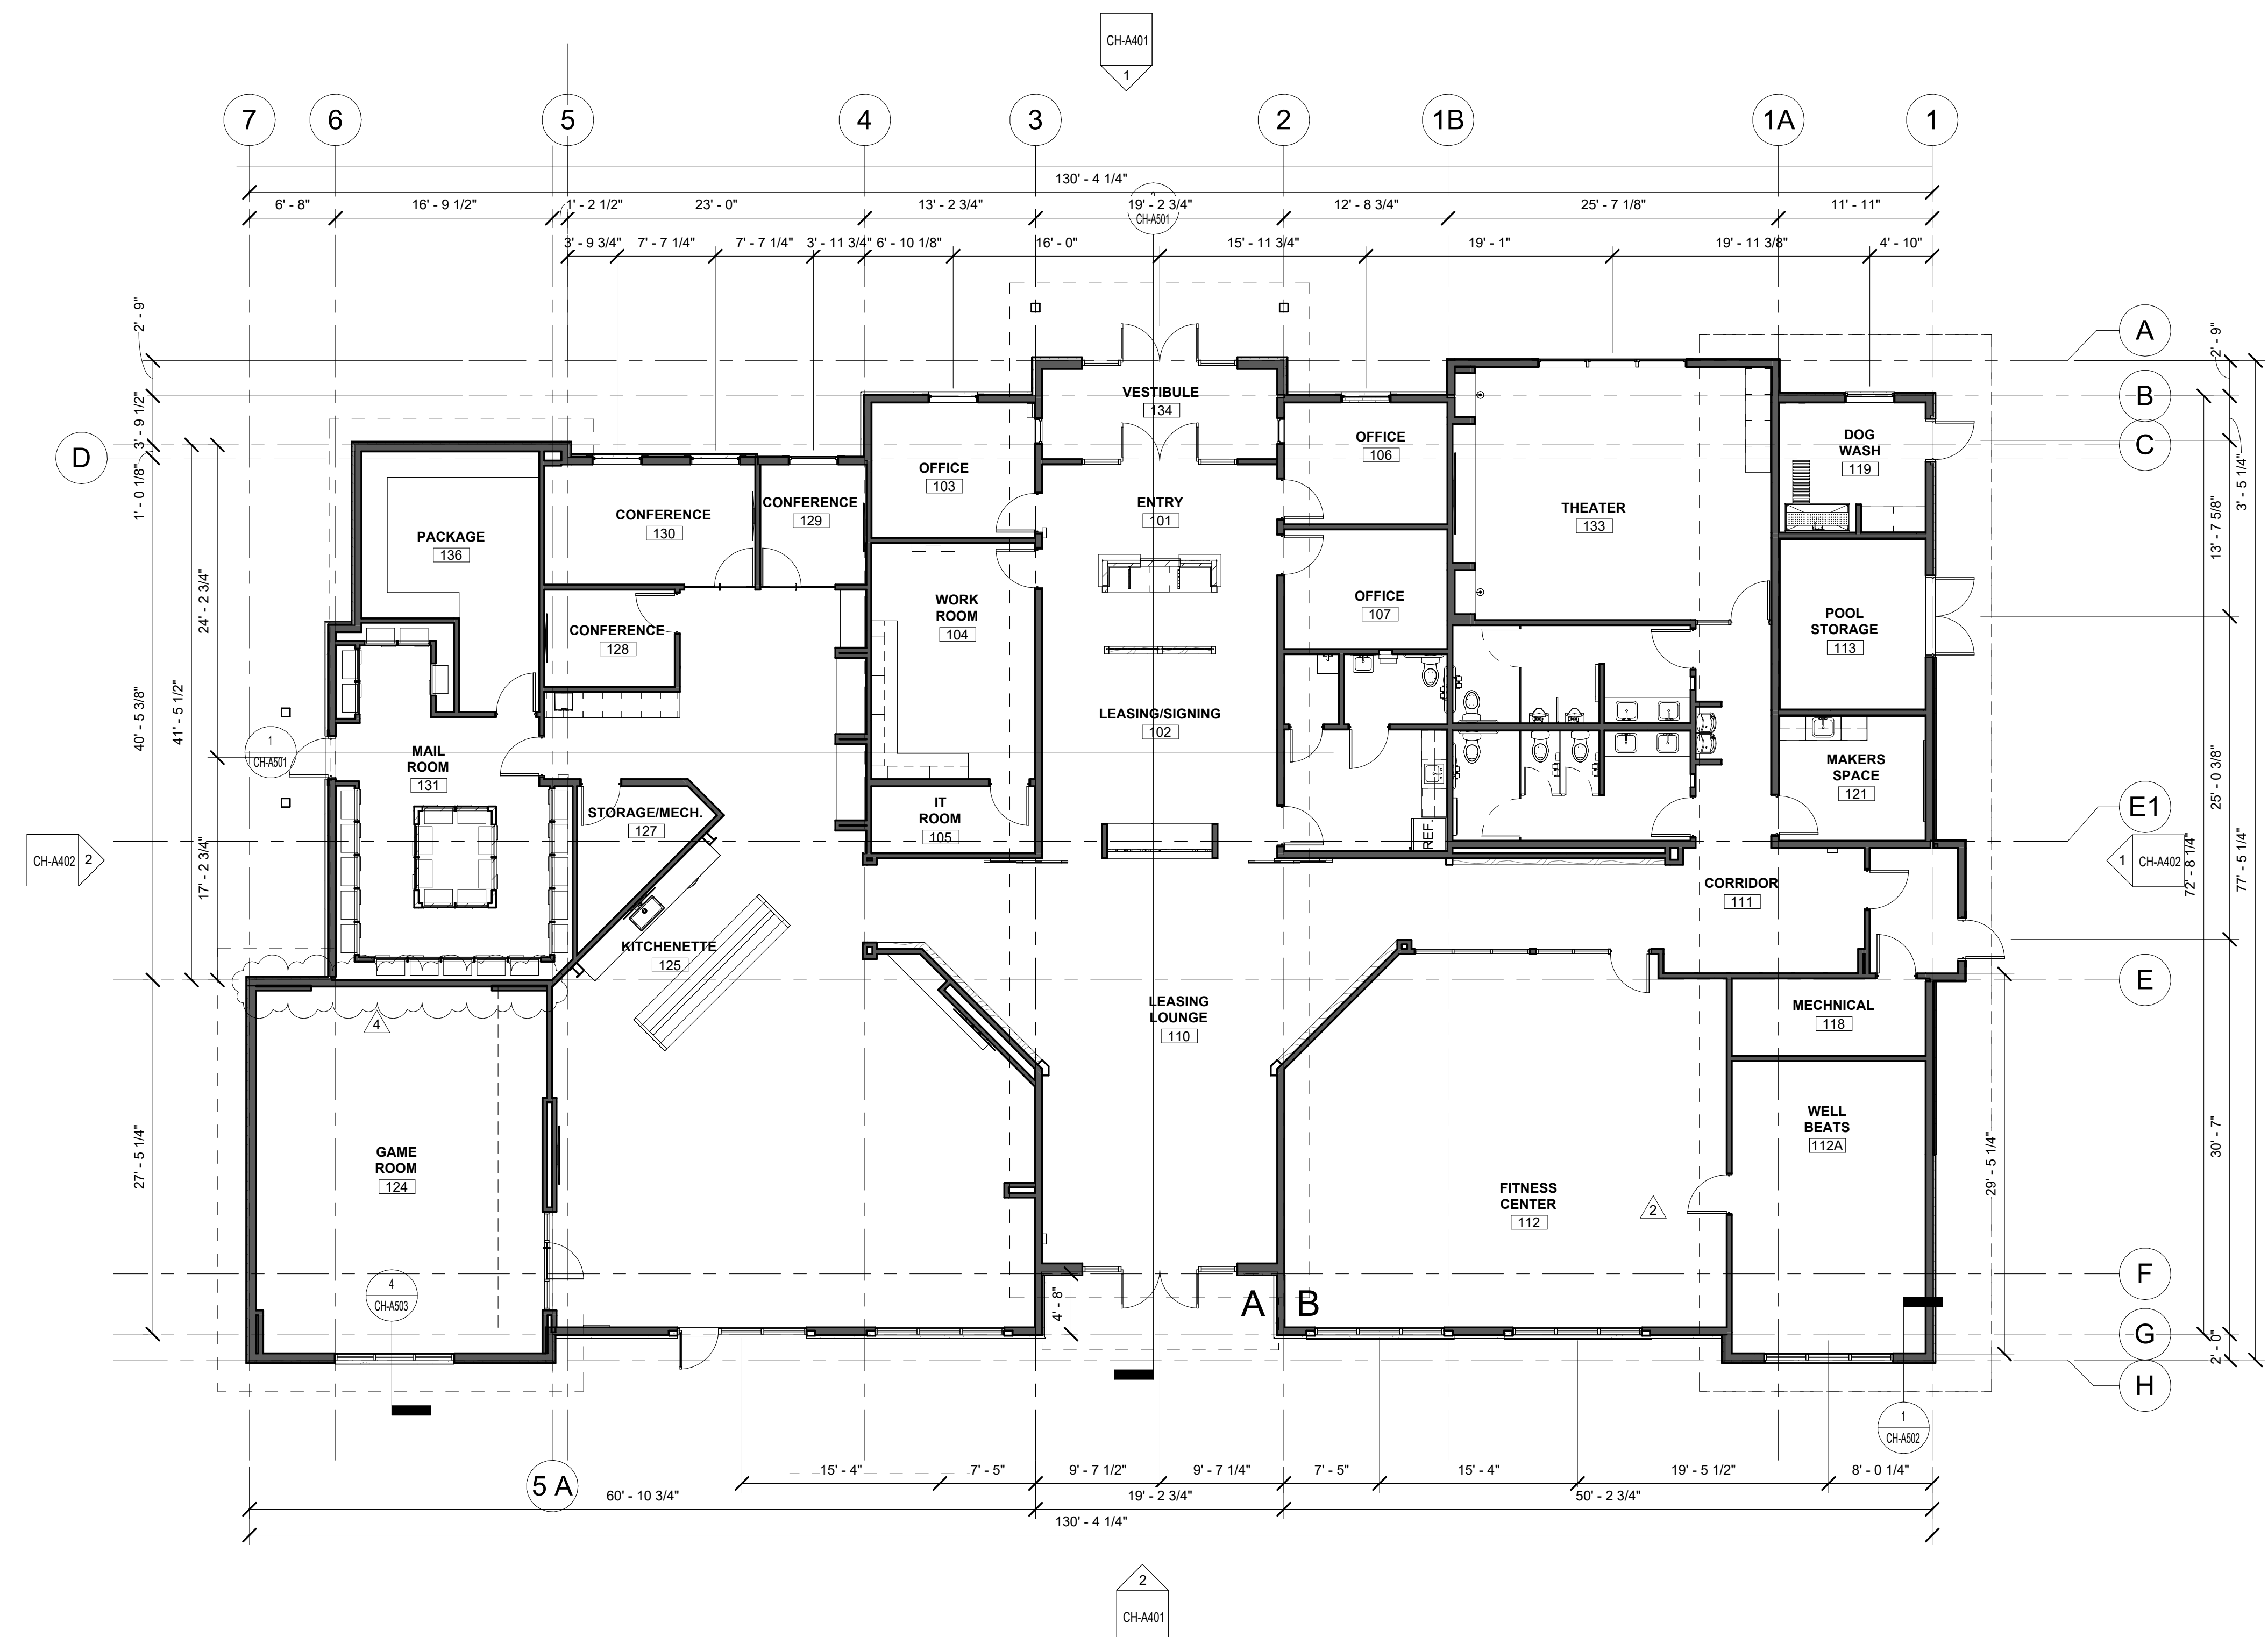 CH-A401
1
7
6
5
4
3
2
1B
1A
1
130' - 4 1/4"
6' - 8"
16' - 9 1/2"
1' - 2 1/2"
23' - 0"
13' - 2 3/4"
19' - 2 3/4"
12' - 8 3/4"
25' - 7 1/8"
11' - 11"
CH-A501
3' - 9 3/4"
7' - 7 1/4"
7' - 7 1/4"
3' - 11 3/4"
6' - 10 1/8"
16' - 0"
15' - 11 3/4"
19' - 1"
19' - 11 3/8"
4' - 10"
2' - 9"
3' - 9 1/2"
1' - 0 1/8"
D
A
B
C
2' - 9"
3' - 5 1/4"
13' - 7 5/8"
VESTIBULE
134
OFFICE
103
OFFICE
106
DOG
WASH
119
ENTRY
101
CONFERENCE
129
CONFERENCE
130
THEATER
133
PACKAGE
136
WORK
ROOM
104
OFFICE
107
POOL
STORAGE
113
CONFERENCE
128
24' - 2 3/4"
40' - 5 3/8"
41' - 5 1/2"
17' - 2 3/4"
LEASING/SIGNING
102
1
CH-A501
MAIL
ROOM
131
MAKERS
SPACE
121
STORAGE/MECH.
127
IT
ROOM
105
REF.
25' - 0 3/8"
E1
CH-A402
2
1
CH-A402
72' - 8 1/4"
77' - 5 1/4"
CORRIDOR
111
KITCHENETTE
125
E
LEASING
LOUNGE
110
MECHNICAL
118
4
WELL
BEATS
112A
GAME
ROOM
124
FITNESS
CENTER
112
2
27' - 5 1/4"
29' - 5 1/4"
30' - 7"
F
4
CH-A503
4' - 8"
A
B
G
2' - 0"
H
1
CH-A502
5 A
15' - 4"
7' - 5"
9' - 7 1/2"
9' - 7 1/4"
7' - 5"
15' - 4"
19' - 5 1/2"
8' - 0 1/4"
60' - 10 3/4"
19' - 2 3/4"
50' - 2 3/4"
130' - 4 1/4"
2
CH-A401